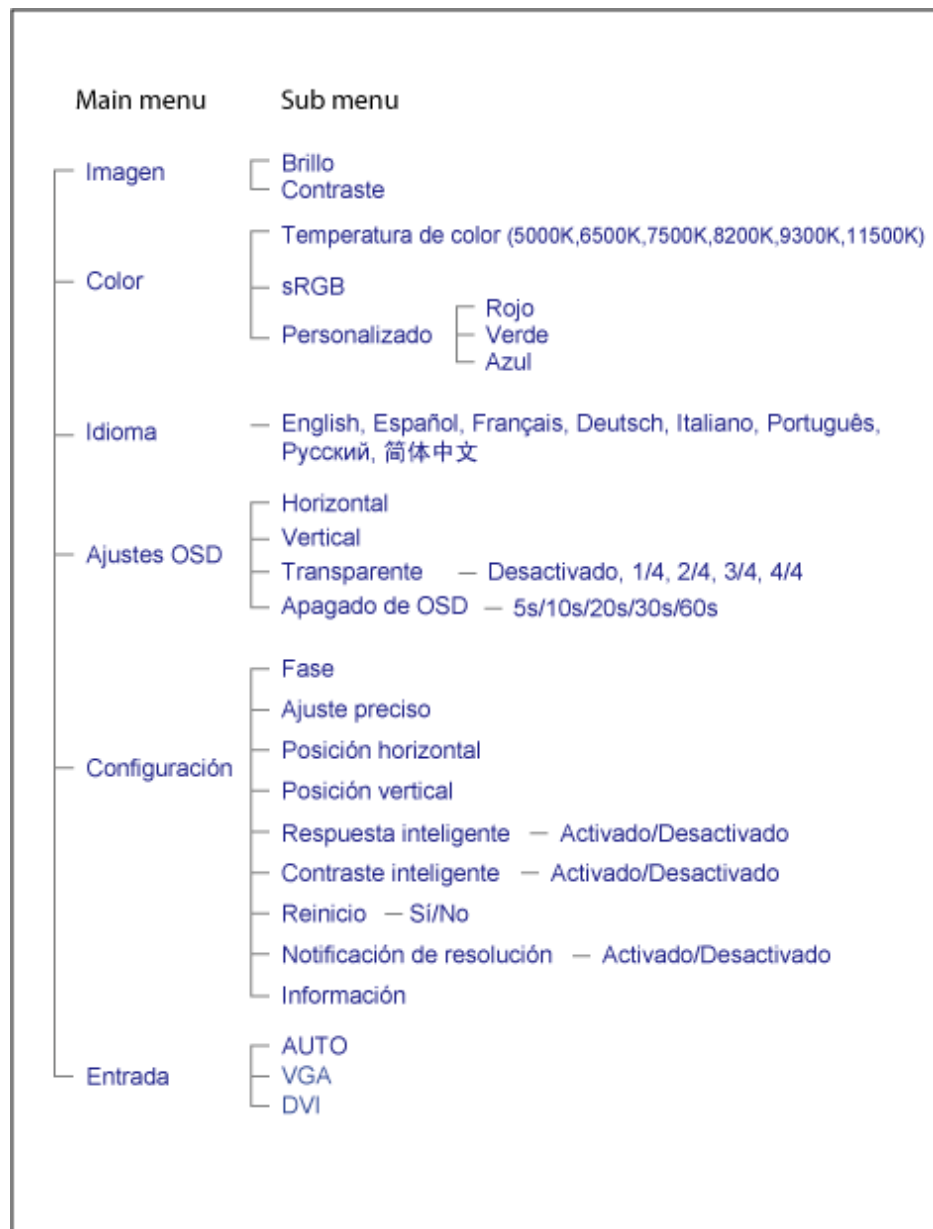 Main menu Sub menu
Imagen
Brillo
Contraste
Color
Temperatura de color (5000K,6500K,7500K,8200K,9300K,11500K)
sRGB
Personalizado
Rojo
Verde
Azul
Idioma
English, Español, Français, Deutsch, Italiano, Português,
Русский, 简体中文
Ajustes OSD
Horizontal
Vertical
Transparente — Desactivado, 1/4, 2/4, 3/4, 4/4
Apagado de OSD — 5s/10s/20s/30s/60s
Configuración
Fase
Ajuste preciso
Posición horizontal
Posición vertical
Respuesta inteligente — Activado/Desactivado
Contraste inteligente — Activado/Desactivado
Reinicio — Sí/No
Notificación de resolución — Activado/Desactivado
Información
Entrada
AUTO
VGA
DVI